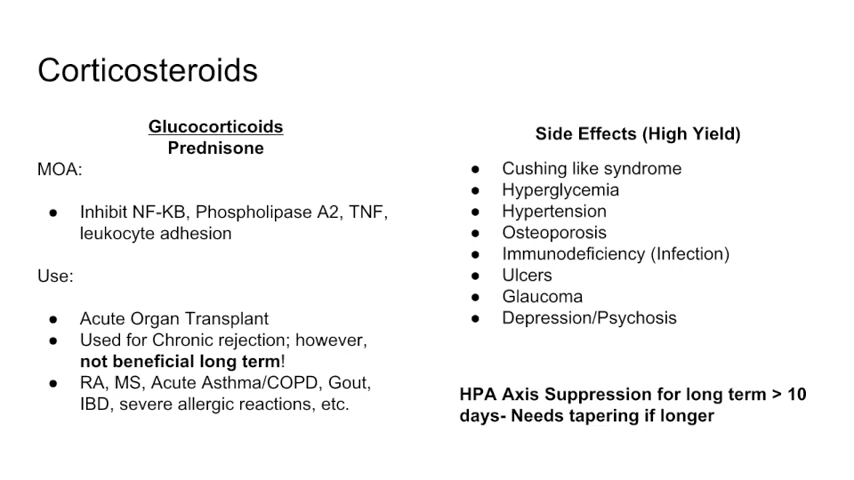 Corticosteroids
Glucocorticoids
Prednisone
MOA:
● Inhibit NF-KB, Phospholipase A2, TNF,
leukocyte adhesion
Use:
● Acute Organ Transplant
● Used for Chronic rejection; however,
not beneficial long term!
● RA, MS, Acute Asthma/COPD, Gout,
IBD, severe allergic reactions, etc.
Side Effects (High Yield)
● Cushing like syndrome
● Hyperglycemia
● Hypertension
● Osteoporosis
● Immunodeficiency (Infection)
● Ulcers
● Glaucoma
● Depression/Psychosis
HPA Axis Suppression for long term > 10
days- Needs tapering if longer